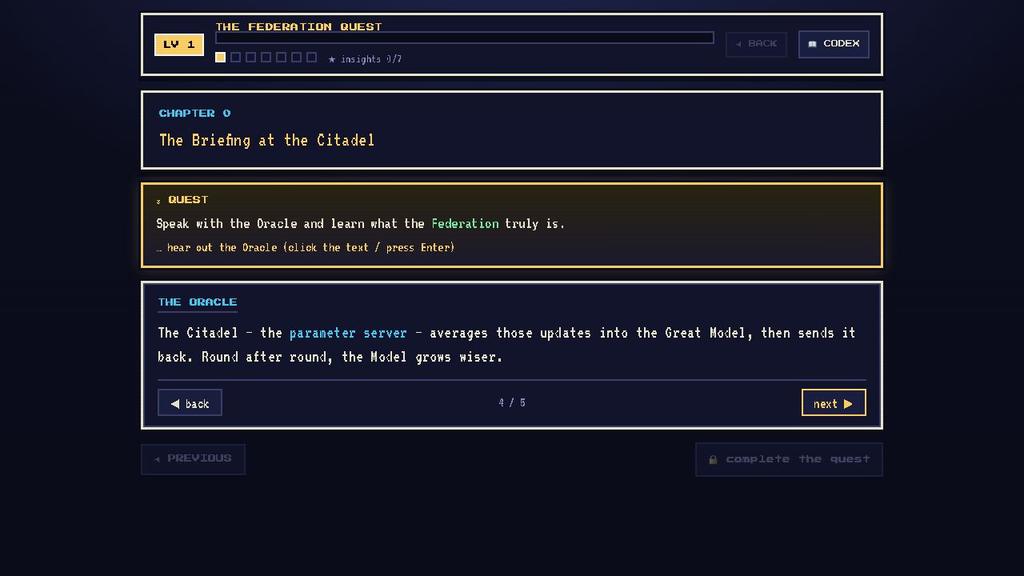 LV 1
THE FEDERATION QUEST
★ insights 0/7
◄ BACK
CODEX
CHAPTER 0
The Briefing at the Citadel
QUEST
Speak with the Oracle and learn what the Federation truly is.
… hear out the Oracle (click the text / press Enter)
THE ORACLE
The Citadel – the parameter server – averages those updates into the Great Model, then sends it
back. Round after round, the Model grows wiser.
◄ back
4 / 5
next ►
◄ PREVIOUS
complete the quest